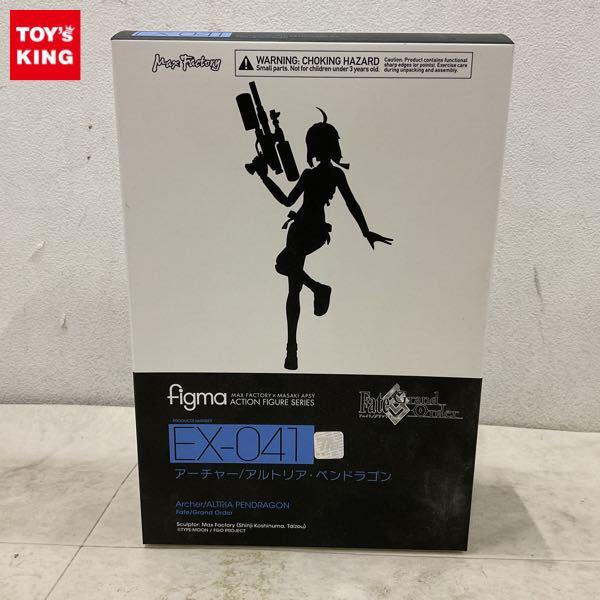 TOY'S
KING
Max Factory
WARNING: CHOKING HAZARD
Small parts. Not for children under 3 years old.
Caution: Product contains functional
sharp edges (or points). Exercise care
during unpacking and assembly.
figma
MAX FACTORY × MASAKI APSY
ACTION FIGURE SERIES
Fate Grand
Order
PRODUCTS NUMBER
EX-041
アーチャー/アルトリア・ペンドラゴン
Archer/ALTRIA PENDRAGON
Fate/Grand Order
Sculptor: Max Factory (Shinji Koshinuma, Taizou)
©TYPE-MOON / FGO PROJECT